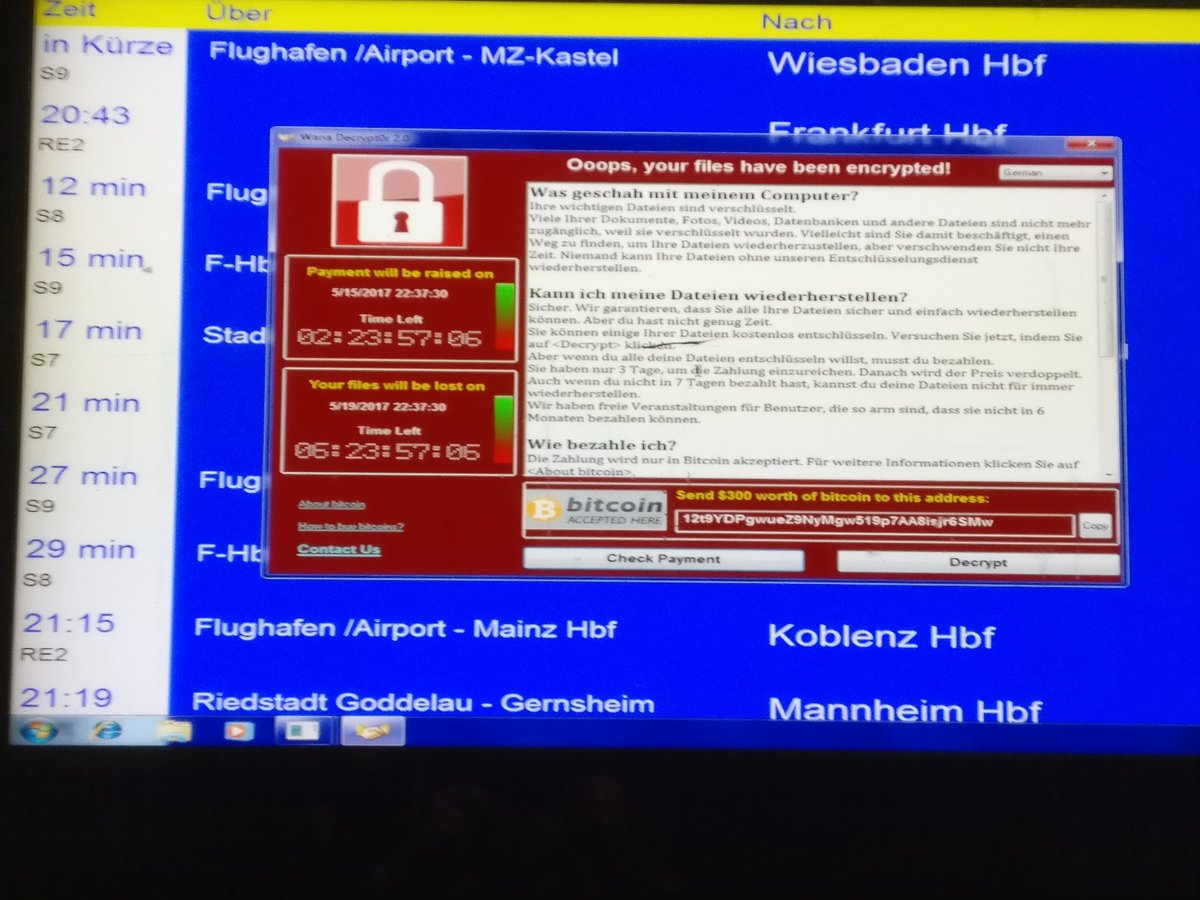 Zeit Über Nach
in Kürze Flughafen /Airport - MZ-Kastel Wiesbaden Hbf
S9
20:43 Frankfurt Hbf
RE2
12 min Flug
S8
15 min F-Hb
S9
17 min Stad
S7
21 min
S7
27 min Flug
S9
29 min F-Hb
S8
21:15 Flughafen /Airport - Mainz Hbf Koblenz Hbf
RE2
21:19 Riedstadt Goddelau - Gernsheim Mannheim Hbf
Wana Decrypt0r 2.0
Ooops, your files have been encrypted!
German
Payment will be raised on
5/15/2017 22:37:30
Time Left
02:23:57:06
Your files will be lost on
5/19/2017 22:37:30
Time Left
06:23:57:06
About bitcoin
How to buy bitcoins?
Contact Us
Was geschah mit meinem Computer?
Ihre wichtigen Dateien sind verschlüsselt.
Viele Ihrer Dokumente, Fotos, Videos, Datenbanken und andere Dateien sind nicht mehr
zugänglich, weil sie verschlüsselt wurden. Vielleicht sind Sie damit beschäftigt, einen
Weg zu finden, um Ihre Dateien wiederherzustellen, aber verschwenden Sie nicht Ihre
Zeit. Niemand kann Ihre Dateien ohne unseren Entschlüsselungsdienst
wiederherstellen.
Kann ich meine Dateien wiederherstellen?
Sicher. Wir garantieren, dass Sie alle Ihre Dateien sicher und einfach wiederherstellen
können. Aber du hast nicht genug Zeit.
Sie können einige Ihrer Dateien kostenlos entschlüsseln. Versuchen Sie jetzt, indem Sie
auf <Decrypt> klicken.
Aber wenn du alle deine Dateien entschlüsseln willst, musst du bezahlen.
Sie haben nur 3 Tage, um die Zahlung einzureichen. Danach wird der Preis verdoppelt.
Auch wenn du nicht in 7 Tagen bezahlt hast, kannst du deine Dateien nicht für immer
wiederherstellen.
Wir haben freie Veranstaltungen für Benutzer, die so arm sind, dass sie nicht in 6
Monaten bezahlen können.
Wie bezahle ich?
Die Zahlung wird nur in Bitcoin akzeptiert. Für weitere Informationen klicken Sie auf
<About bitcoin>.
bitcoin
ACCEPTED HERE
Send $300 worth of bitcoin to this address:
12t9YDPgwueZ9NyMgw519p7AA8isjr6SMw
Copy
Check Payment
Decrypt